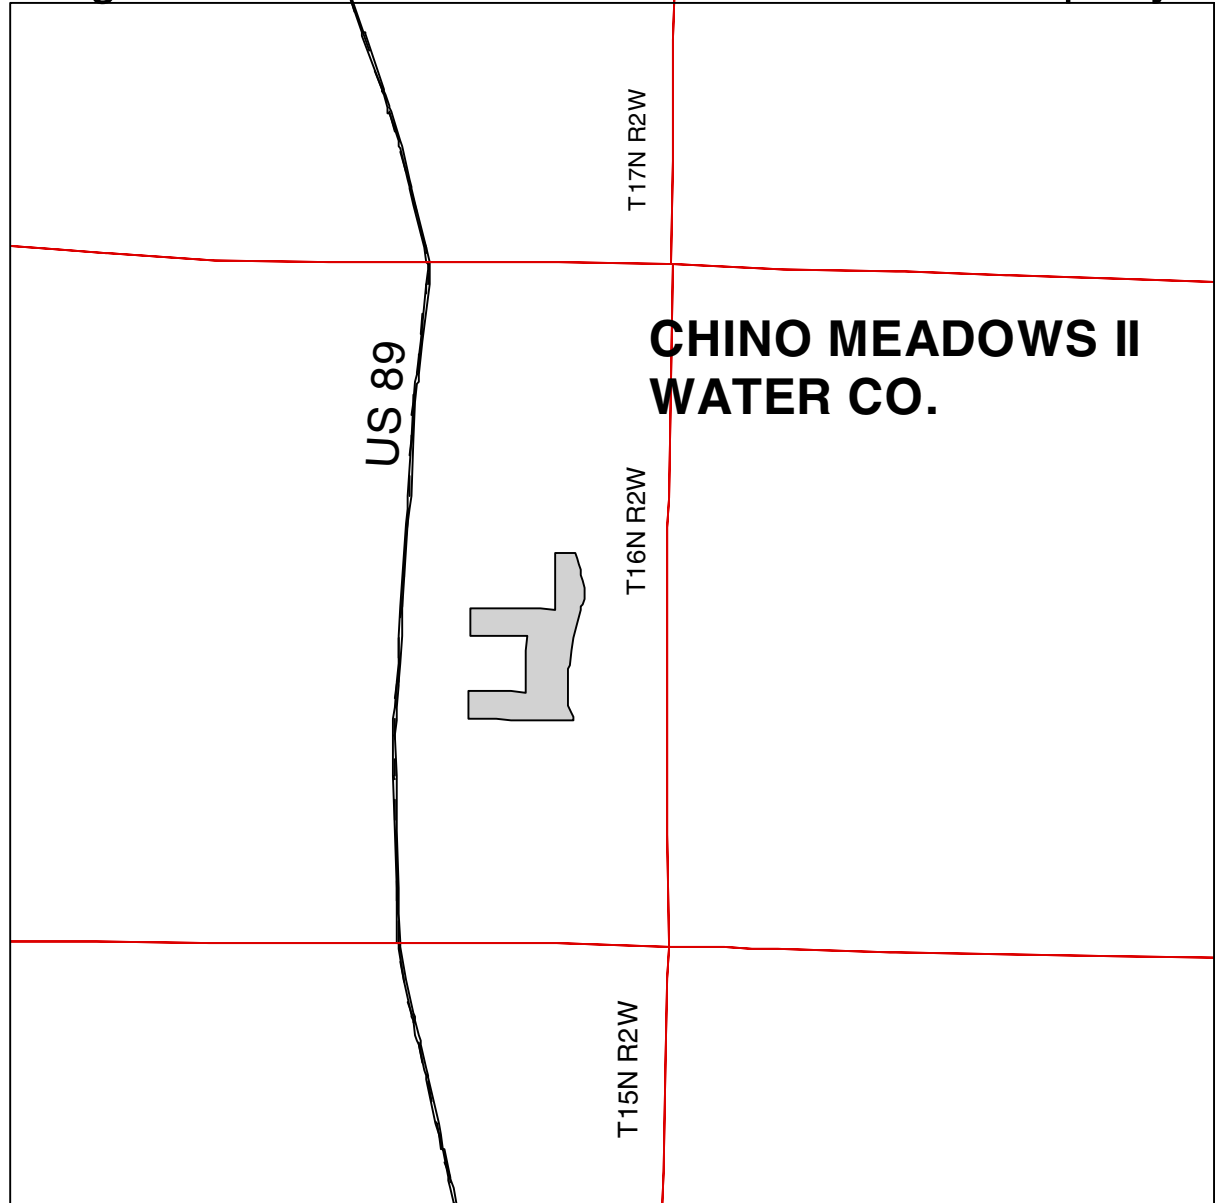 T17N R2W
CHINO MEADOWS II
WATER CO.
US 89
T16N R2W
T15N R2W